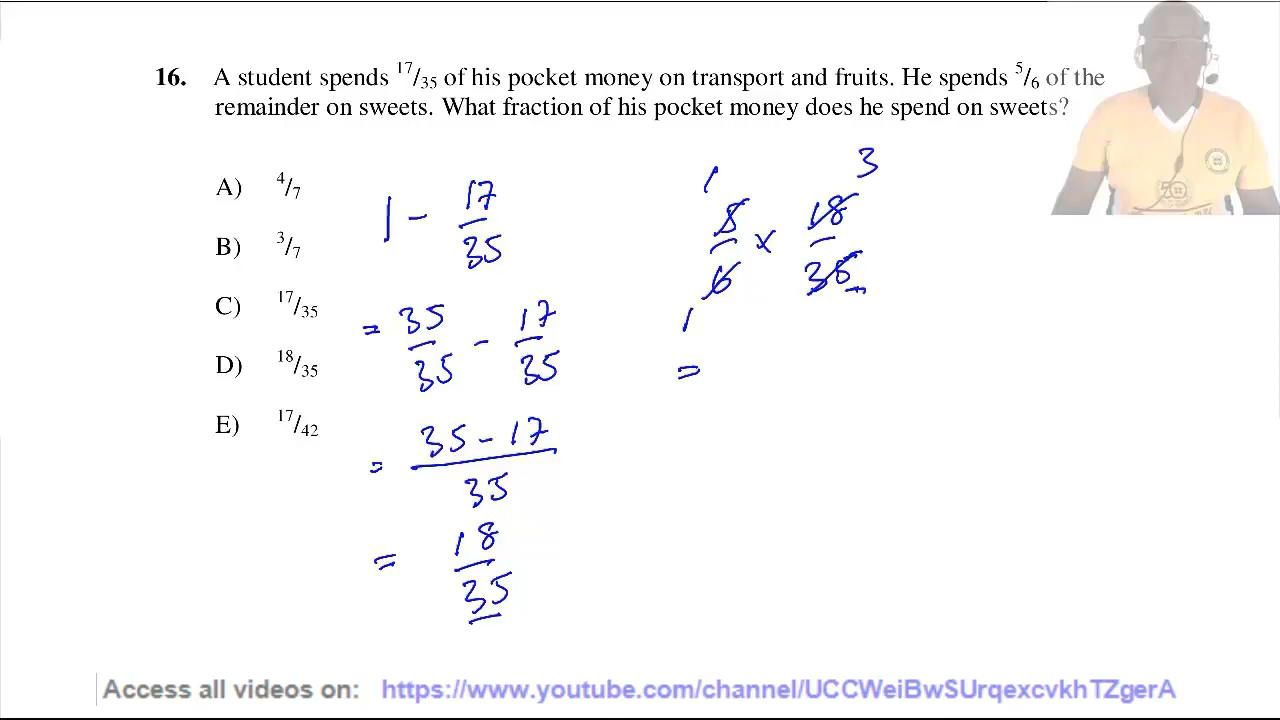 16. A student spends 17/35 of his pocket money on transport and fruits. He spends 5/6 of the
remainder on sweets. What fraction of his pocket money does he spend on sweets?
A) 4/7
B) 3/7
C) 17/35
D) 18/35
E) 17/42
1 - 17/35
= 35/35 - 17/35
= 35 - 17/35
= 18/35
1 3
5/6 x 18/35
1
=
Access all videos on: https://www.youtube.com/channel/UCCWeiBwSUrqexcvkhTZgerA